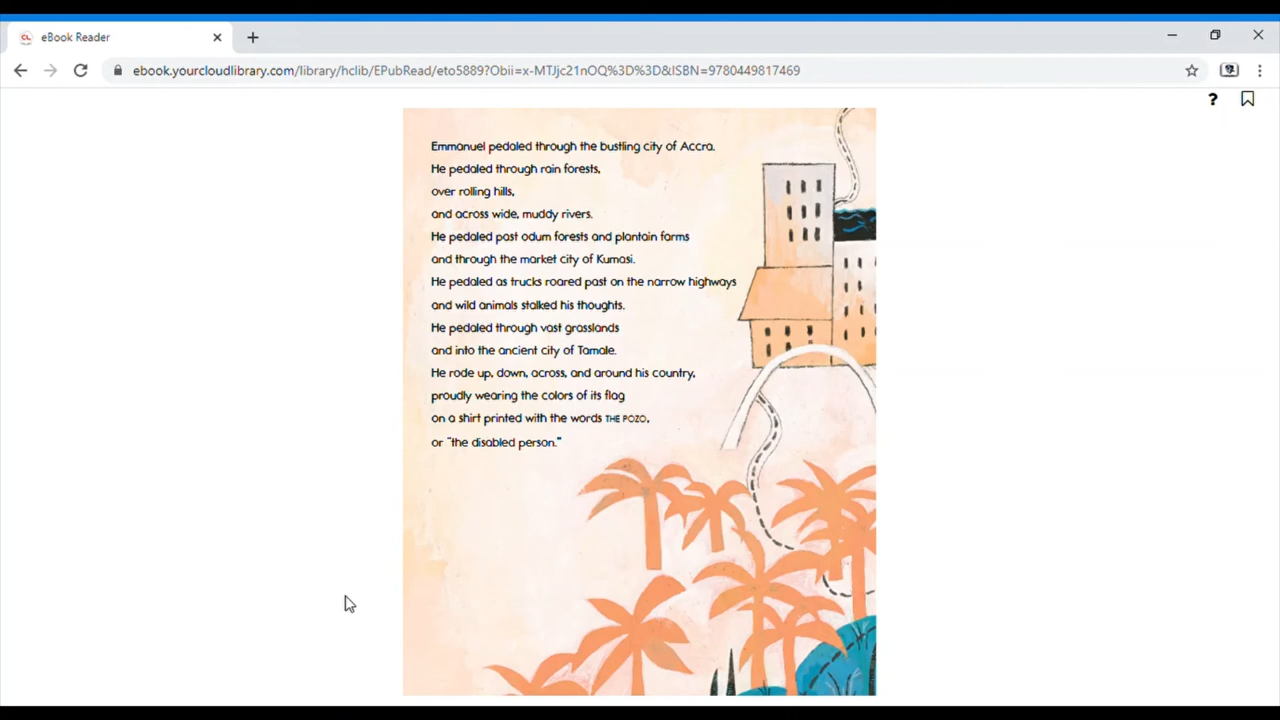 eBook Reader
ebook.yourcloudlibrary.com/library/hclib/EPubRead/eto5889?Obii=x-MTJjc21nOQ%3D%3D&ISBN=9780449817469
?
Emmanuel pedaled through the bustling city of Accra.
He pedaled through rain forests,
over rolling hills,
and across wide, muddy rivers.
He pedaled past odum forests and plantain farms
and through the market city of Kumasi.
He pedaled as trucks roared past on the narrow highways
and wild animals stalked his thoughts.
He pedaled through vast grasslands
and into the ancient city of Tamale.
He rode up, down, across, and around his country,
proudly wearing the colors of its flag
on a shirt printed with the words THE POZO,
or “the disabled person.”